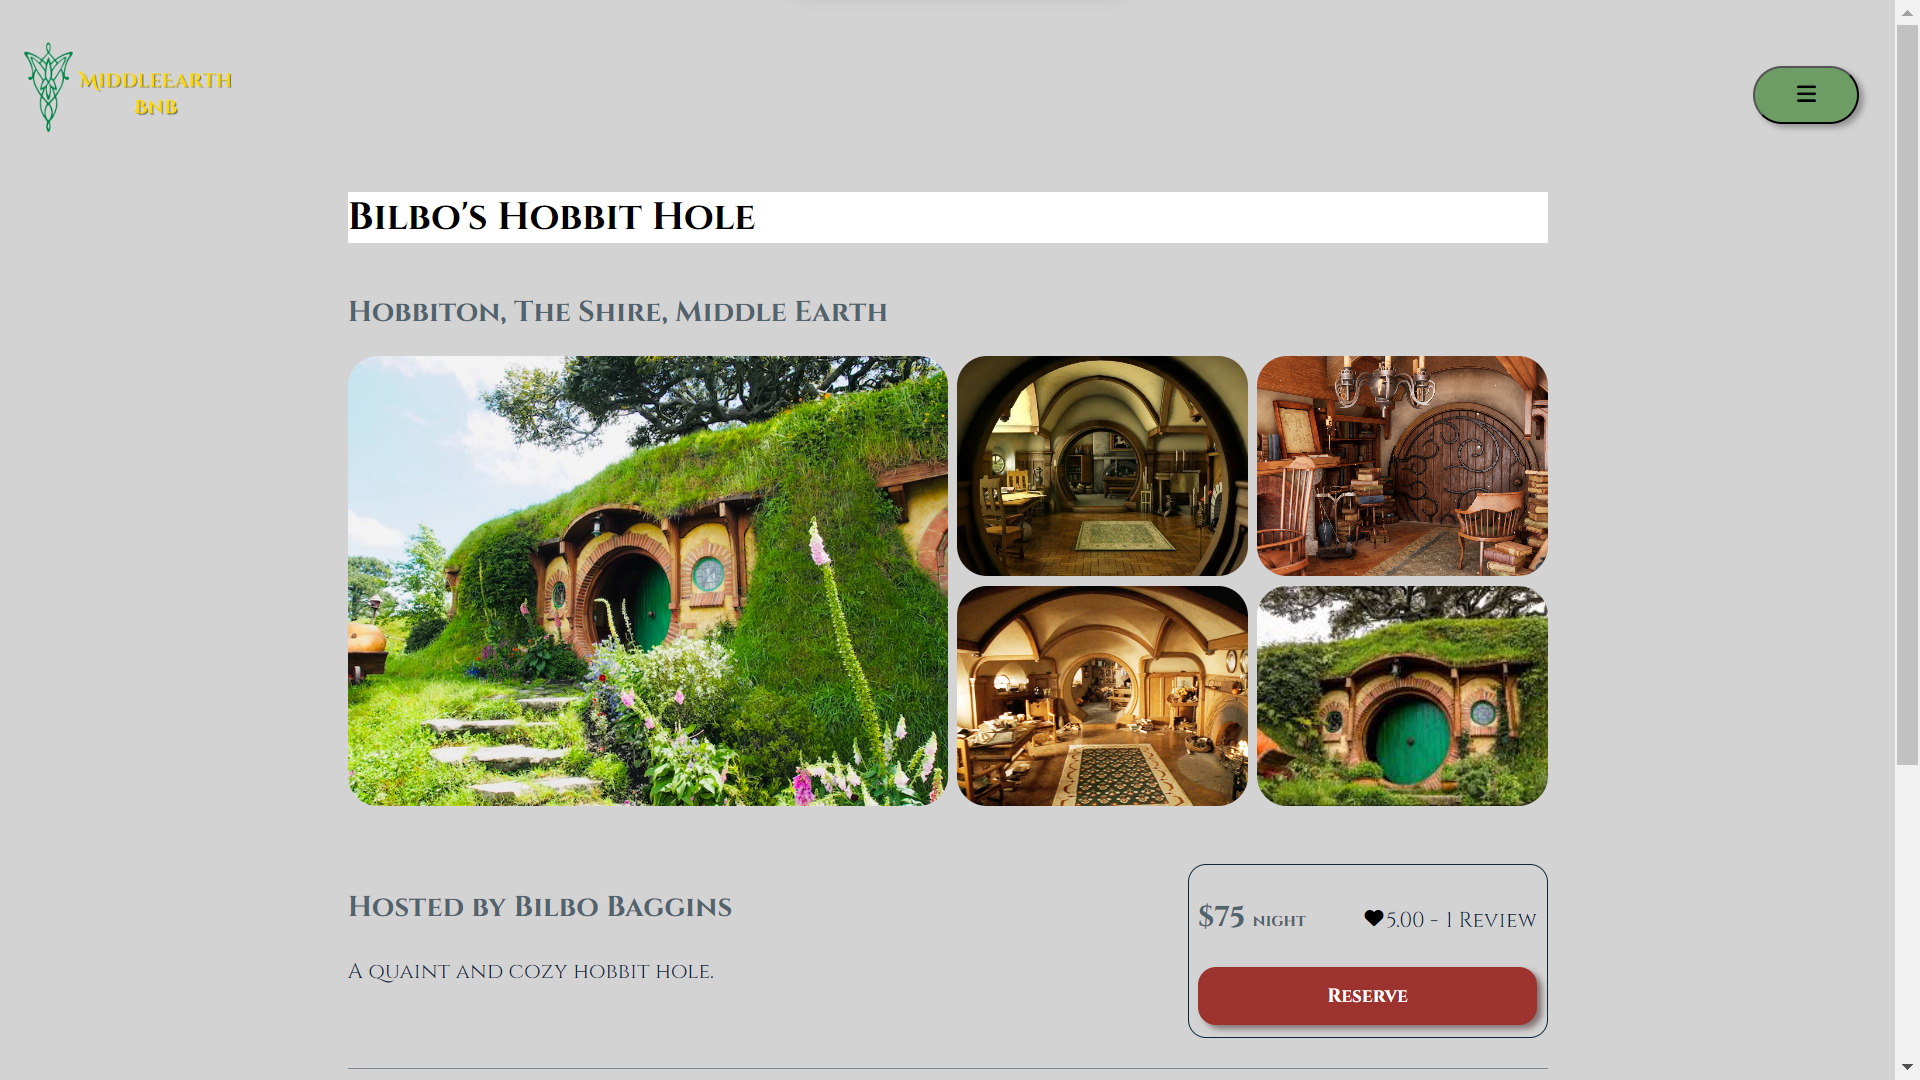 MiddleEarth
BnB
Bilbo's Hobbit Hole
Hobbiton, The Shire, Middle Earth
Hosted by Bilbo Baggins
A quaint and cozy hobbit hole.
$75 night
5.00 - 1 Review
Reserve